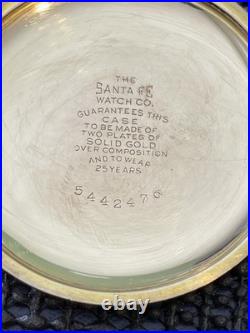 THE
SANTA FE
WATCH CO.
GUARANTEES THIS
CASE
TO BE MADE OF
TWO PLATES OF
SOLID GOLD
OVER COMPOSITION
AND TO WEAR
25 YEARS
5442476